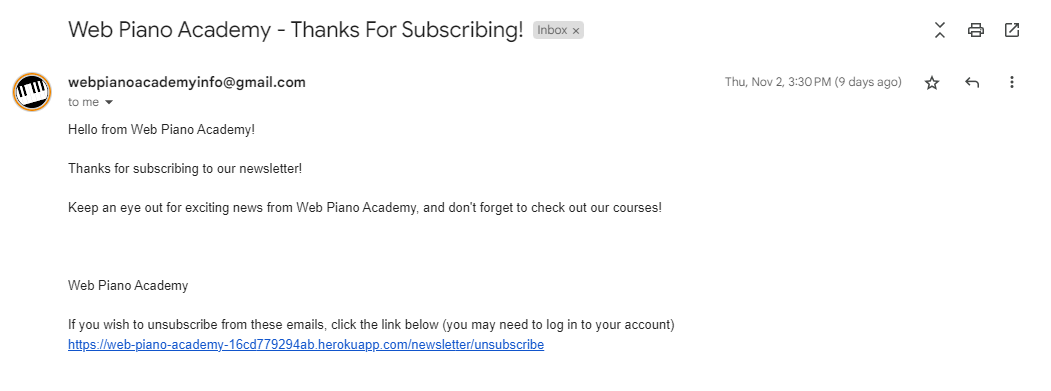 Web Piano Academy - Thanks For Subscribing! Inbox ×
webpianoacademyinfo@gmail.com Thu, Nov 2, 3:30 PM (9 days ago)
to me
Hello from Web Piano Academy!
Thanks for subscribing to our newsletter!
Keep an eye out for exciting news from Web Piano Academy, and don't forget to check out our courses!
Web Piano Academy
If you wish to unsubscribe from these emails, click the link below (you may need to log in to your account)
https://web-piano-academy-16cd779294ab.herokuapp.com/newsletter/unsubscribe